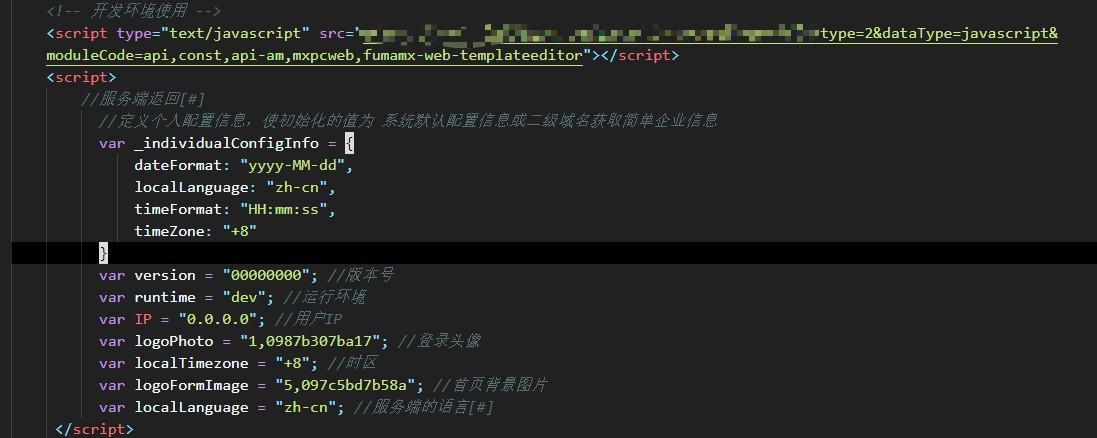 <!-- 开发环境使用 -->
<script type="text/javascript" src="type=2&dataType=javascript&
moduleCode=api,const,api-am,mxpcweb,fumamx-web-templateeditor"></script>
<script>
//服务端返回[#]
//定义个人配置信息，使初始化的值为 系统默认配置信息或二级域名获取简单企业信息
var _individualConfigInfo = {
dateFormat: "yyyy-MM-dd",
localLanguage: "zh-cn",
timeFormat: "HH:mm:ss",
timeZone: "+8"
}
var version = "00000000"; //版本号
var runtime = "dev"; //运行环境
var IP = "0.0.0.0"; //用户IP
var logoPhoto = "1,0987b307ba17"; //登录头像
var localTimezone = "+8"; //时区
var logoFormImage = "5,097c5bd7b58a"; //首页背景图片
var localLanguage = "zh-cn"; //服务端的语言[#]
</script>